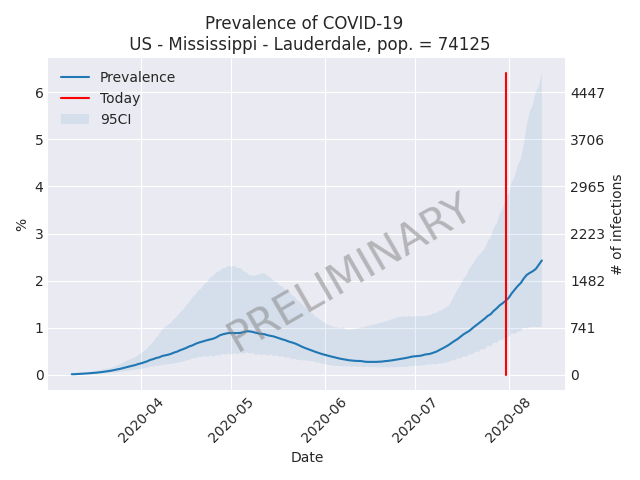 Prevalence of COVID-19
US - Mississippi - Lauderdale, pop. = 74125
Prevalence
Today
95CI
PRELIMINARY
6
5
4
3
2
1
0
%
4447
3706
2965
2223
1482
741
0
# of infections
2020-04
2020-05
2020-06
2020-07
2020-08
Date